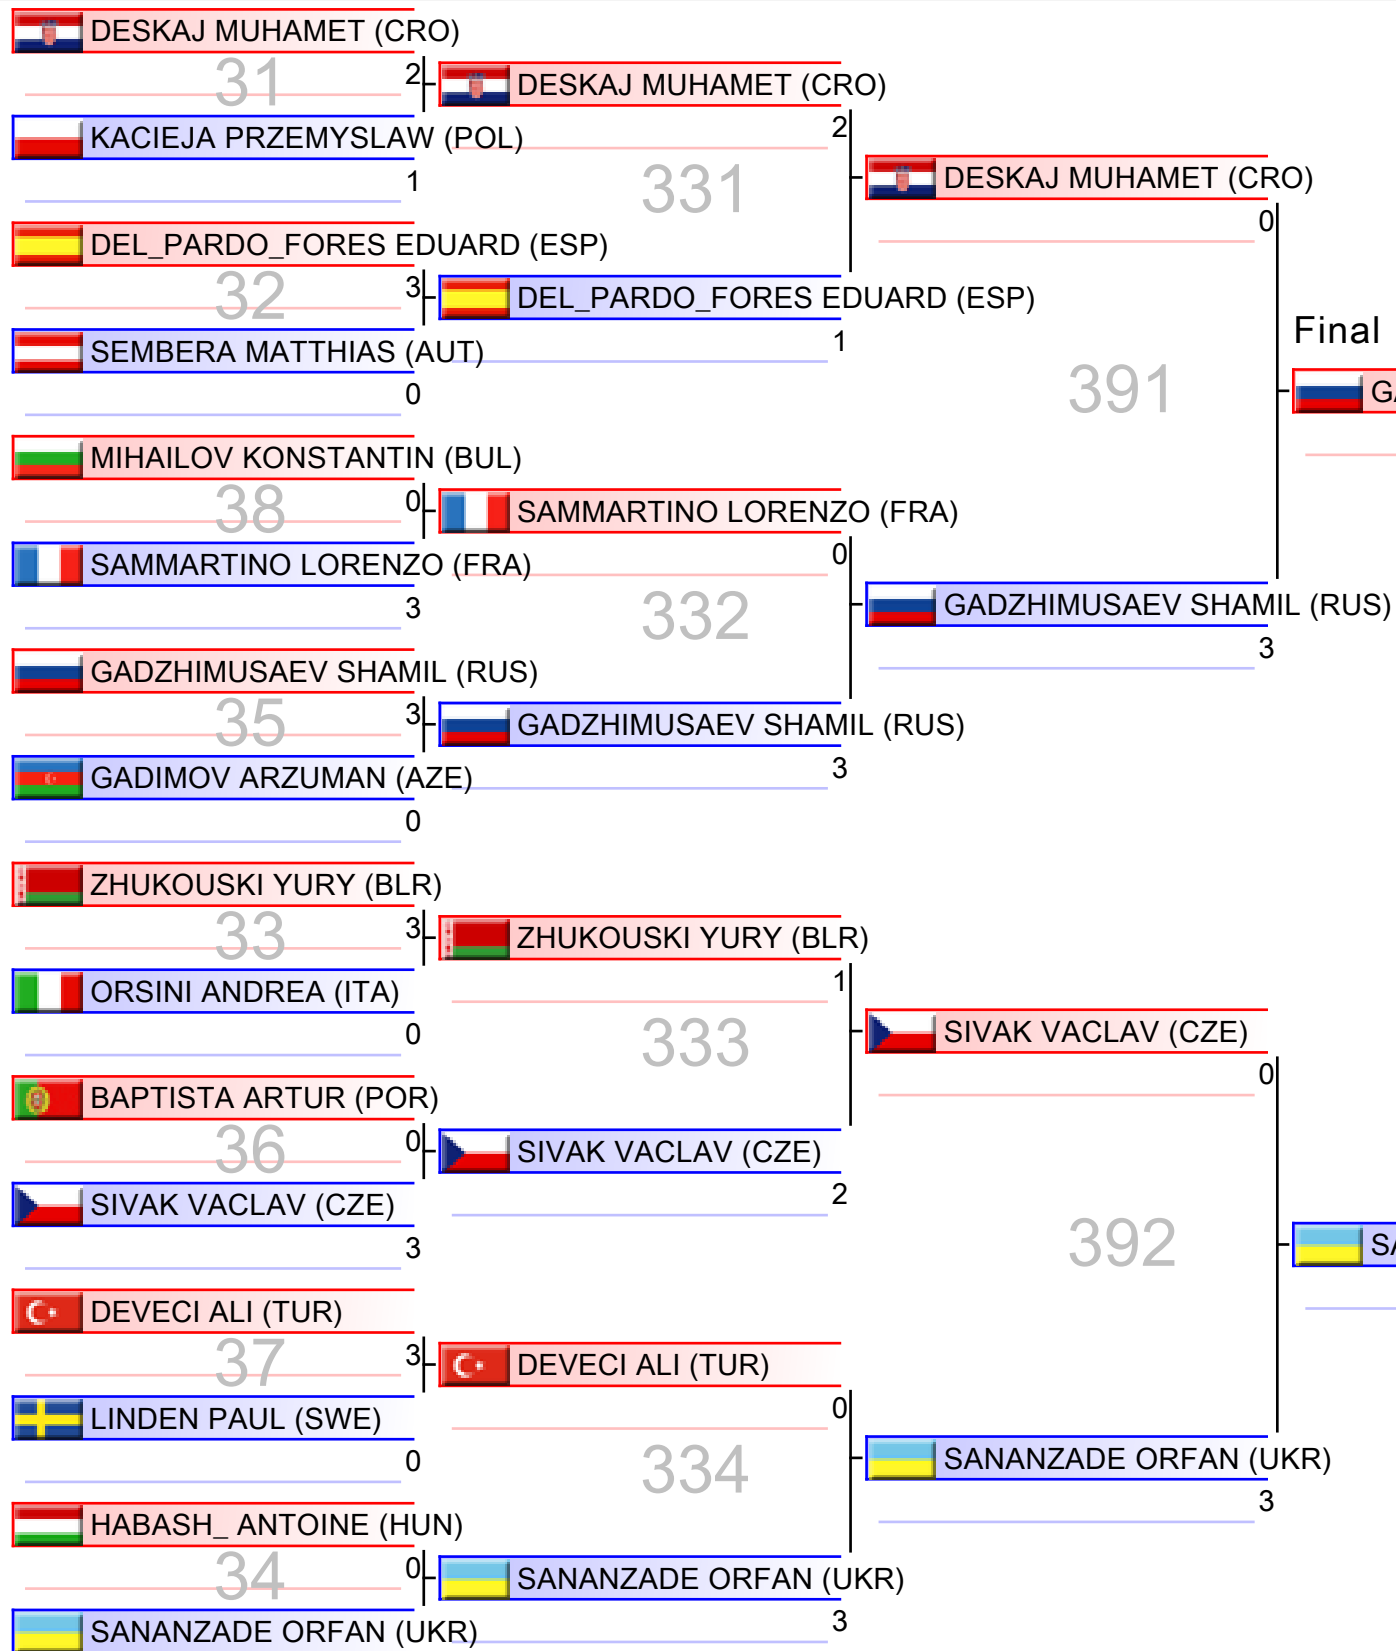 DESKAJ MUHAMET (CRO)
31
2
KACIEJA PRZEMYSLAW (POL)
1
DEL_PARDO_FORES EDUARD (ESP)
32
3
SEMBERA MATTHIAS (AUT)
0
MIHAILOV KONSTANTIN (BUL)
38
0
SAMMARTINO LORENZO (FRA)
3
GADZHIMUSAEV SHAMIL (RUS)
35
3
GADIMOV ARZUMAN (AZE)
0
ZHUKOUSKI YURY (BLR)
33
3
ORSINI ANDREA (ITA)
0
BAPTISTA ARTUR (POR)
36
0
SIVAK VACLAV (CZE)
3
DEVECI ALI (TUR)
37
3
LINDEN PAUL (SWE)
0
HABASH_ ANTOINE (HUN)
34
0
SANANZADE ORFAN (UKR)
DESKAJ MUHAMET (CRO)
2
331
DEL_PARDO_FORES EDUARD (ESP)
1
SAMMARTINO LORENZO (FRA)
0
332
GADZHIMUSAEV SHAMIL (RUS)
3
ZHUKOUSKI YURY (BLR)
1
333
SIVAK VACLAV (CZE)
2
DEVECI ALI (TUR)
0
334
SANANZADE ORFAN (UKR)
3
DESKAJ MUHAMET (CRO)
0
391
GADZHIMUSAEV SHAMIL (RUS)
3
SIVAK VACLAV (CZE)
0
392
SANANZADE ORFAN (UKR)
3
Final